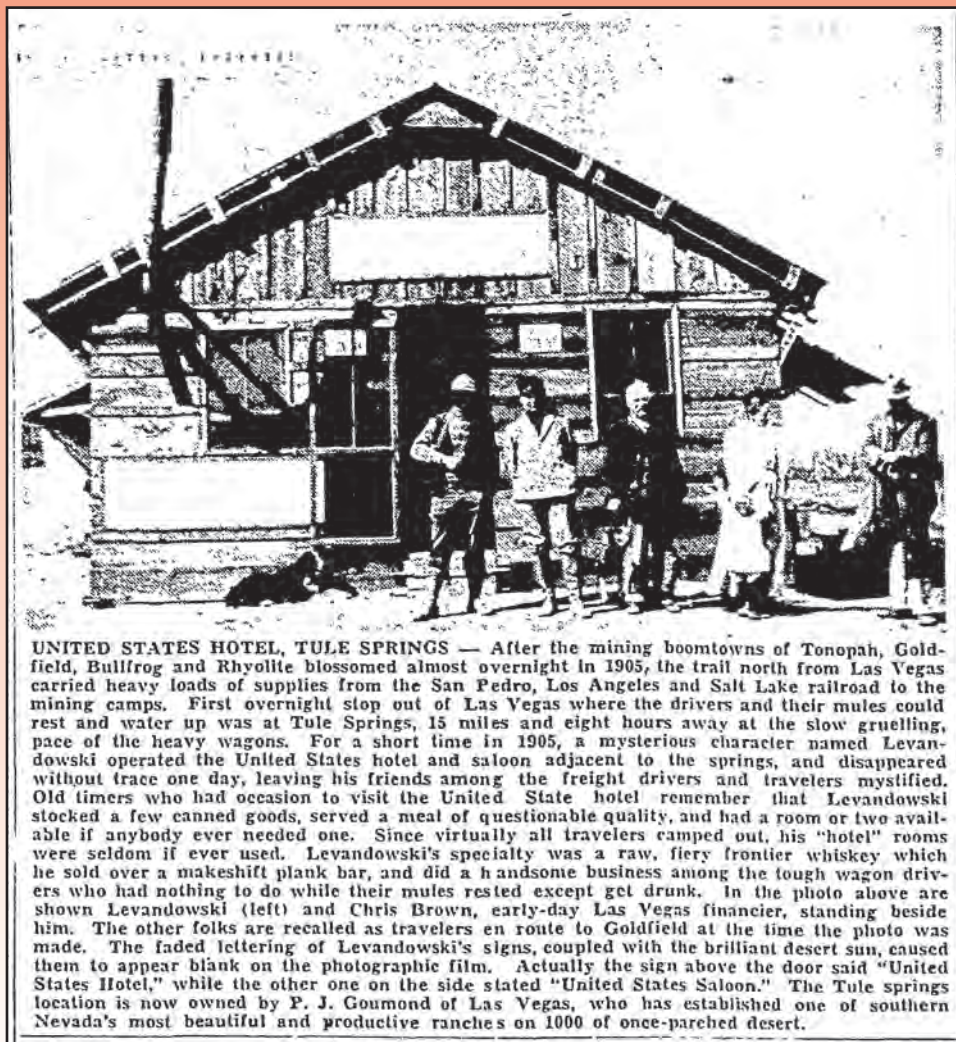 UNITED STATES HOTEL, TULE SPRINGS — After the mining boomtowns of Tonopah, Gold-
field, Bullfrog and Rhyolite blossomed almost overnight in 1905, the trail north from Las Vegas
carried heavy loads of supplies from the San Pedro, Los Angeles and Salt Lake railroad to the
mining camps. First overnight stop out of Las Vegas where the drivers and their mules could
rest and water up was at Tule Springs, 15 miles and eight hours away at the slow gruelling,
pace of the heavy wagons. For a short time in 1905, a mysterious character named Levan-
dowski operated the United States hotel and saloon adjacent to the springs, and disappeared
without trace one day, leaving his friends among the freight drivers and travelers mystified.
Old timers who had occasion to visit the United State hotel remember that Levandowski
stocked a few canned goods, served a meal of questionable quality, and had a room or two avail-
able if anybody ever needed one. Since virtually all travelers camped out, his "hotel" rooms
were seldom if ever used. Levandowski's specialty was a raw, fiery frontier whiskey which
he sold over a makeshift plank bar, and did a handsome business among the tough wagon driv-
ers who had nothing to do while their mules rested except get drunk. In the photo above are
shown Levandowski (left) and Chris Brown, early-day Las Vegas financier, standing beside
him. The other folks are recalled as travelers en route to Goldfield at the time the photo was
made. The faded lettering of Levandowski's signs, coupled with the brilliant desert sun, caused
them to appear blank on the photographic film. Actually the sign above the door said "United
States Hotel," while the other one on the side stated "United States Saloon." The Tule springs
location is now owned by P. J. Goumond of Las Vegas, who has established one of southern
Nevada's most beautiful and productive ranches on 1000 of once-parched desert.